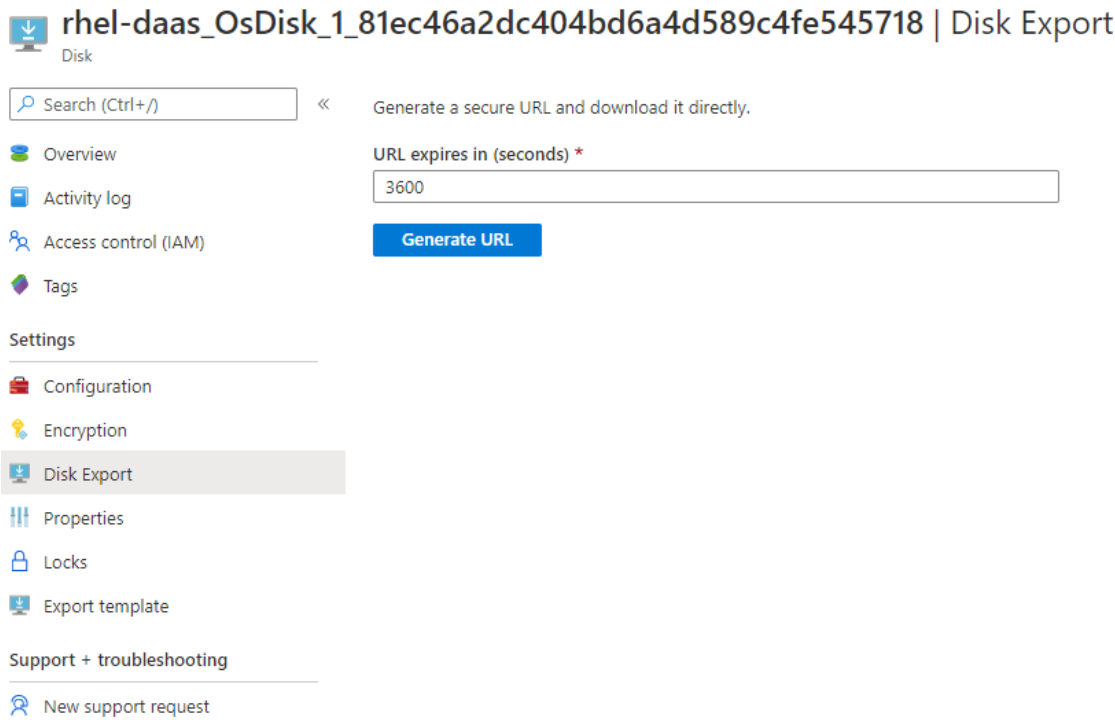 rhel-daas_OsDisk_1_81ec46a2dc404bd6a4d589c4fe545718 | Disk Export
Disk
Search (Ctrl+/)
«
Overview
Activity log
Access control (IAM)
Tags
Settings
Configuration
Encryption
Disk Export
Properties
Locks
Export template
Support + troubleshooting
New support request
Generate a secure URL and download it directly.
URL expires in (seconds) *
3600
Generate URL